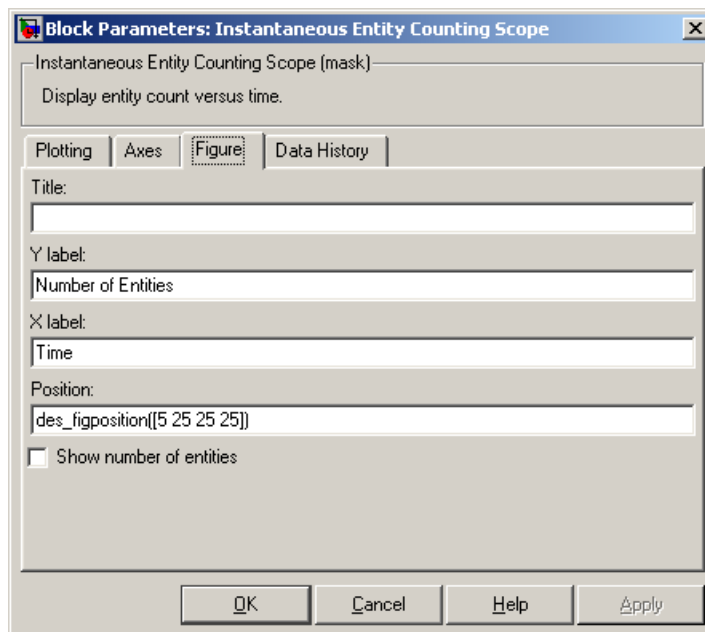 Block Parameters: Instantaneous Entity Counting Scope
Instantaneous Entity Counting Scope (mask)
Display entity count versus time.
Plotting Axes Figure Data History
Title:
Y label:
Number of Entities
X label:
Time
Position:
des_figposition([5 25 25 25])
Show number of entities
OK Cancel Help Apply